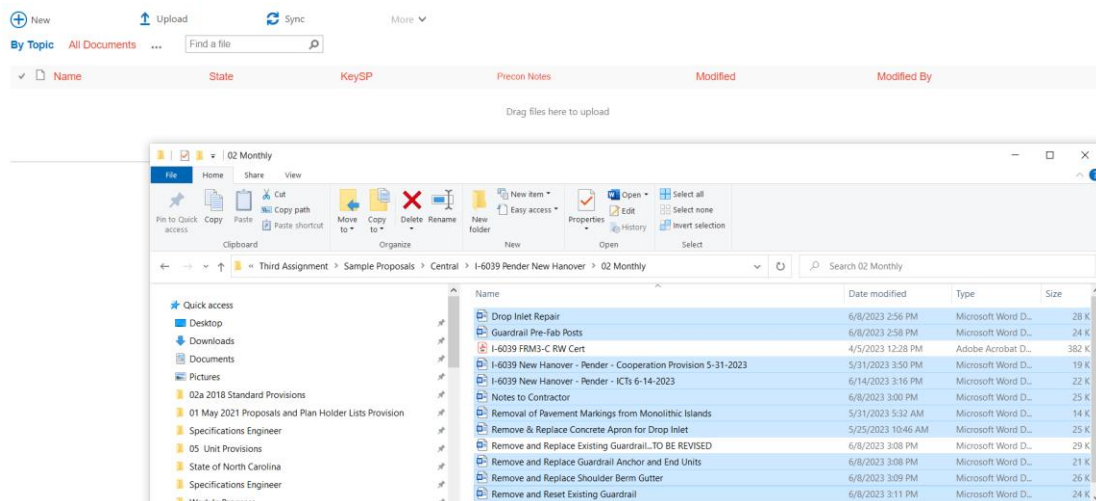 New Upload Sync More
By Topic All Documents ... Find a file
Name State KeySP Precon Notes Modified Modified By
Drag files here to upload
02 Monthly
File Home Share View
Pin to Quick access Copy Paste Cut Copy path Paste shortcut Move to Copy to Delete Rename New folder New item Easy access Properties Open Edit History Select all Select none Invert selection
Clipboard Organize New Open Select
« Third Assignment > Sample Proposals > Central > I-6039 Pender New Hanover > 02 Monthly Search 02 Monthly
Name Date modified Type Size
Quick access
Desktop
Downloads
Documents
Pictures
02a 2018 Standard Provisions
01 May 2021 Proposals and Plan Holder Lists Provision
Specifications Engineer
05 Unit Provisions
State of North Carolina
Specifications Engineer
Drop Inlet Repair 6/8/2023 2:56 PM Microsoft Word D... 28 K
Guardrail Pre-Fab Posts 6/8/2023 2:58 PM Microsoft Word D... 24 K
I-6039 FRM3-C RW Cert 4/5/2023 12:28 PM Adobe Acrobat D... 382 K
I-6039 New Hanover - Pender - Cooperation Provision 5-31-2023 5/31/2023 3:50 PM Microsoft Word D... 19 K
I-6039 New Hanover - Pender - ICTs 6-14-2023 6/14/2023 3:16 PM Microsoft Word D... 22 K
Notes to Contractor 6/8/2023 3:00 PM Microsoft Word D... 25 K
Removal of Pavement Markings from Monolithic Islands 5/31/2023 5:32 AM Microsoft Word D... 14 K
Remove & Replace Concrete Apron for Drop Inlet 5/25/2023 10:46 AM Microsoft Word D... 25 K
Remove and Replace Existing Guardrail...TO BE REVISED 6/8/2023 3:08 PM Microsoft Word D... 29 K
Remove and Replace Guardrail Anchor and End Units 6/8/2023 3:08 PM Microsoft Word D... 21 K
Remove and Replace Shoulder Berm Gutter 6/8/2023 3:09 PM Microsoft Word D... 26 K
Remove and Reset Existing Guardrail 6/8/2023 3:11 PM Microsoft Word D... 24 K